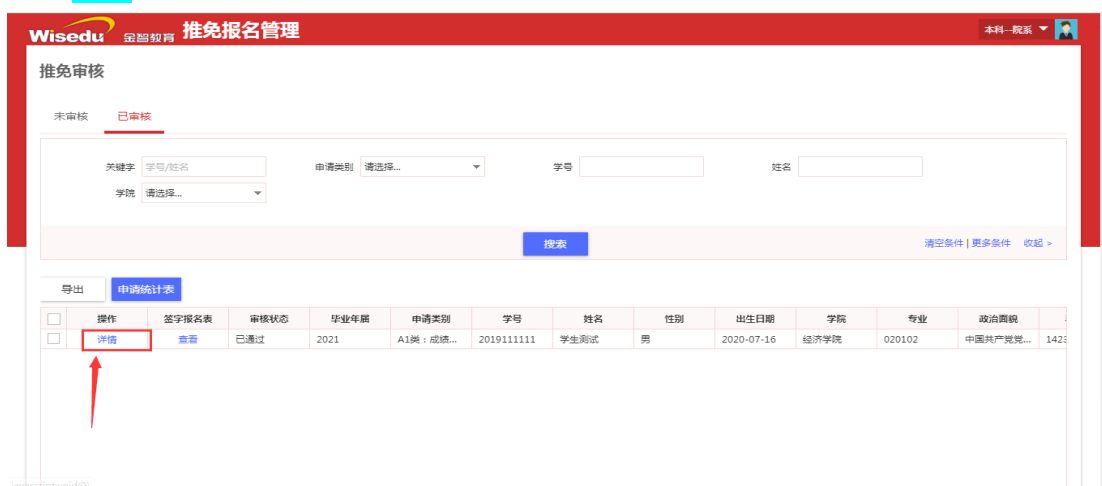 Wisedu 金智教育 推免报名管理 本科--院系
推免审核
未审核 已审核
关键字 学号/姓名 申请类别 请选择... 学号 姓名
学院 请选择...
搜索 清空条件 | 更多条件 收起 >
导出 申请统计表
操作 签字报名表 审核状态 毕业年届 申请类别 学号 姓名 性别 出生日期 学院 专业 政治面貌
详情 查看 已通过 2021 A1类：成绩... 2019111111 学生测试 男 2020-07-16 经济学院 020102 中国共产党党... 1423